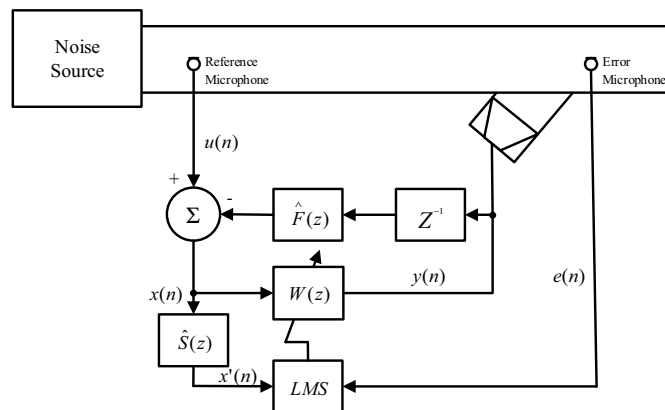 Noise
Source
Reference
Microphone
Error
Microphone
u(n)
+
-
Σ
F̂(z)
Z⁻¹
x(n)
W(z)
y(n)
e(n)
Ŝ(z)
x'(n)
LMS